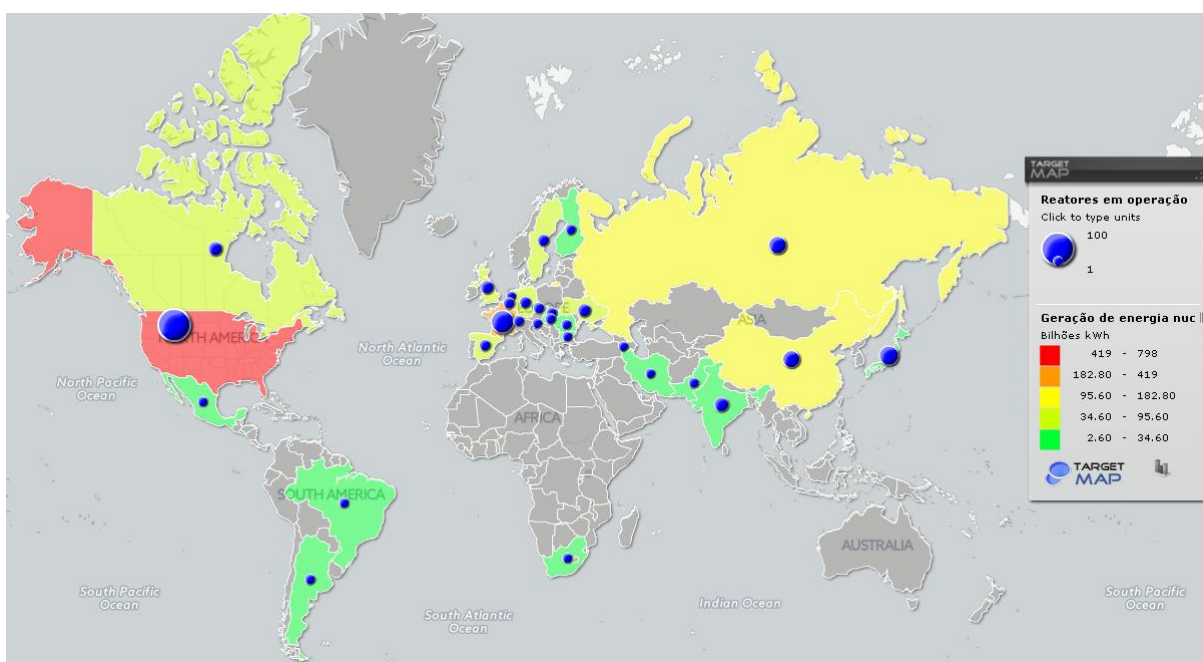 NORTH AMERICA
North Pacific
Ocean
North Atlantic
Ocean
EUROPE
ASIA
AFRICA
SOUTH AMERICA
AUSTRALIA
South Pacific
Ocean
South Atlantic
Ocean
Indian Ocean
South Pacific
Ocean
TARGET
MAP
Reatores em operação
Click to type units
100
1
Geração de energia nuc
Bilhões kWh
419 - 798
182.80 - 419
95.60 - 182.80
34.60 - 95.60
2.60 - 34.60
TARGET
MAP